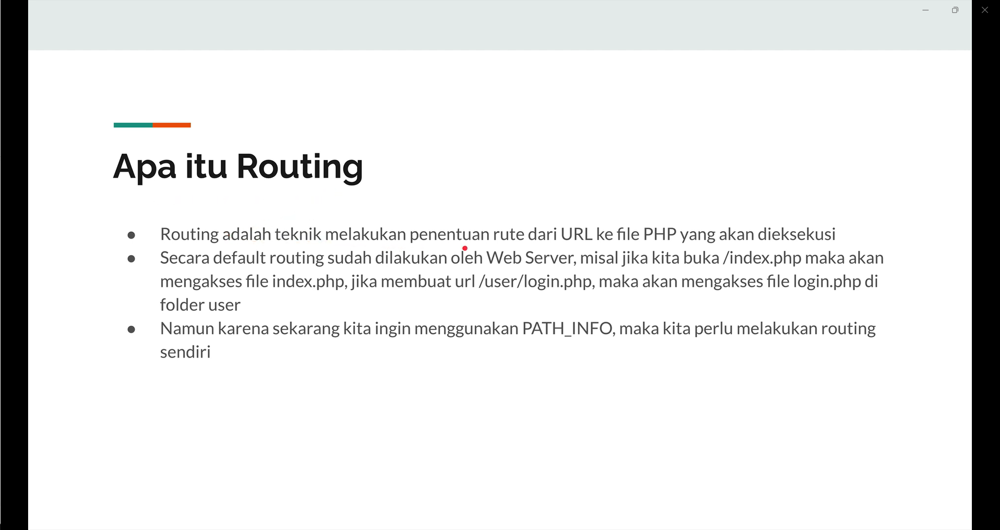 Apa itu Routing
● Routing adalah teknik melakukan penentuan rute dari URL ke file PHP yang akan dieksekusi
● Secara default routing sudah dilakukan oleh Web Server, misal jika kita buka /index.php maka akan
mengakses file index.php, jika membuat url /user/login.php, maka akan mengakses file login.php di
folder user
● Namun karena sekarang kita ingin menggunakan PATH_INFO, maka kita perlu melakukan routing
sendiri